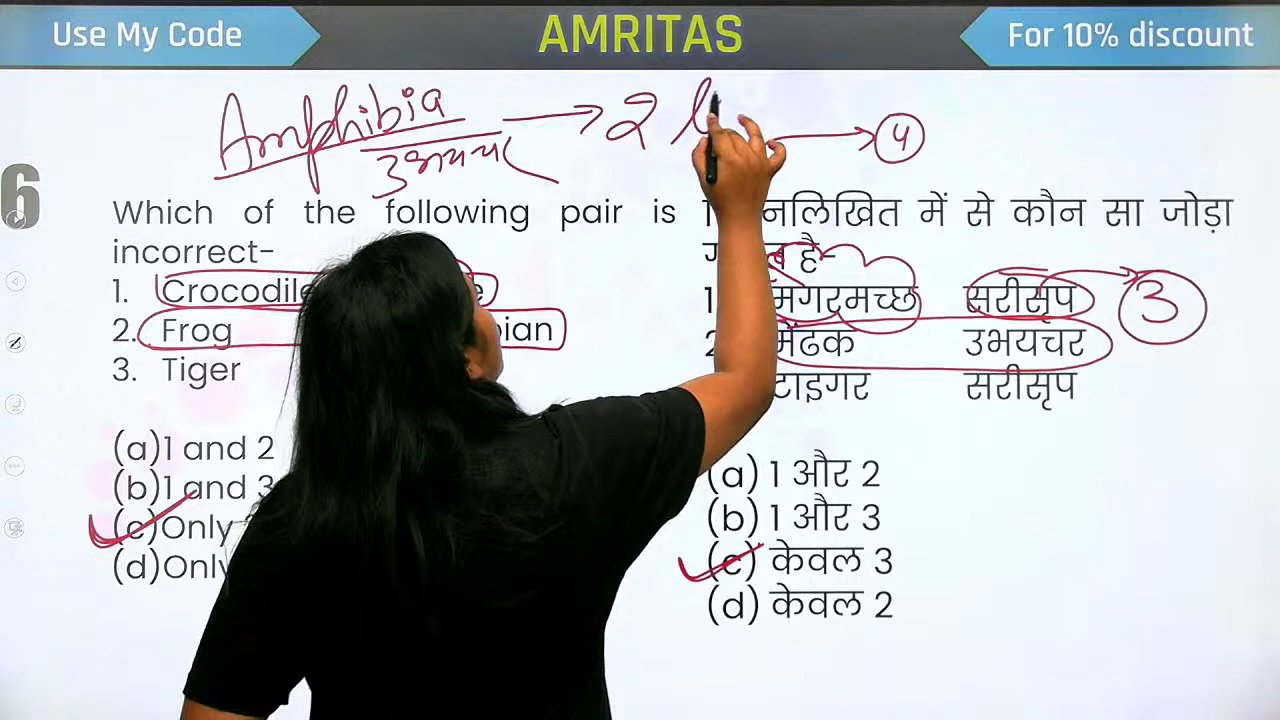 Use My Code
AMRITAS
For 10% discount
Amphibia → 2
उभयचर
4
6
Which of the following pair is
incorrect-
1. Crocodile
2. Frog
3. Tiger
(a)1 and 2
(b)1 and 3
(c)Only
(d)Only
में से कौन सा जोड़ा
है-
मगरमच्छ सरीसृप
3
मेंढक उभयचर
टाइगर सरीसृप
(a) 1 और 2
(b) 1 और 3
(c) केवल 3
(d) केवल 2